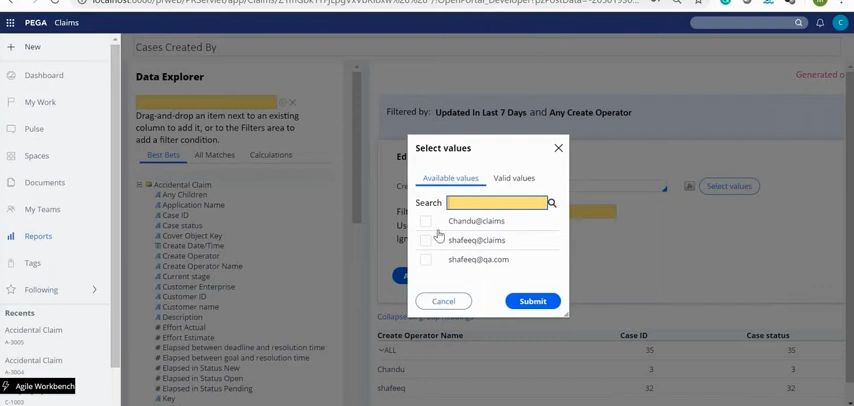 PEGA Claims
C
New
Dashboard
My Work
Pulse
Spaces
Documents
My Teams
Reports
Tags
Following
Recents
Accidental Claim
A-3005
Accidental Claim
A-3004
Agile Workbench
C-1003
Cases Created By
Data Explorer
Drag-and-drop an item next to an existing
column to add it, or to the Filters area to
add a filter condition.
Best Bets All Matches Calculations
Accidental Claim
Any Children
Application Name
Case ID
Case status
Cover Object Key
Create Date/Time
Create Operator
Create Operator Name
Current stage
Customer Enterprise
Customer ID
Customer name
Description
Effort Actual
Effort Estimate
Elapsed between deadline and resolution time
Elapsed between goal and resolution time
Elapsed in Status New
Elapsed in Status Open
Elapsed in Status Pending
Key
Generated o
Filtered by: Updated in Last 7 Days and Any Create Operator
Ed
Cre
Select values
Filt
Us
Ign
A
Select values
Available values Valid values
Search
Chandu@claims
shafeeq@claims
shafeeq@qa.com
Cancel Submit
Create Operator Name Case ID Case status
ALL 35 35
Chandu 3 3
shafeeq 32 32